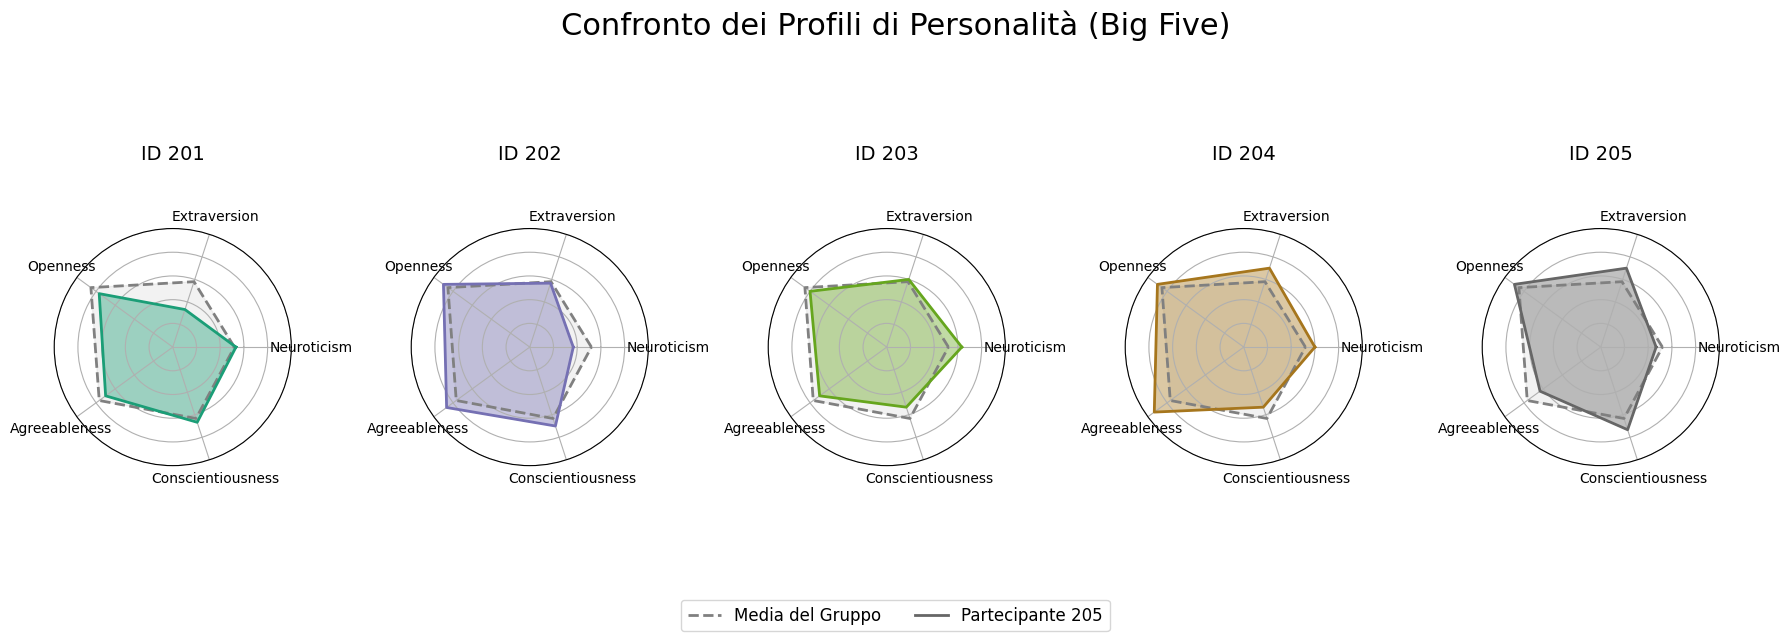 Confronto dei Profili di Personalità (Big Five)
ID 201
Extraversion
Openness
Neuroticism
Agreeableness
Conscientiousness
ID 202
Extraversion
Openness
Neuroticism
Agreeableness
Conscientiousness
ID 203
Extraversion
Openness
Neuroticism
Agreeableness
Conscientiousness
ID 204
Extraversion
Openness
Neuroticism
Agreeableness
Conscientiousness
ID 205
Extraversion
Openness
Neuroticism
Agreeableness
Conscientiousness
Media del Gruppo
Partecipante 205